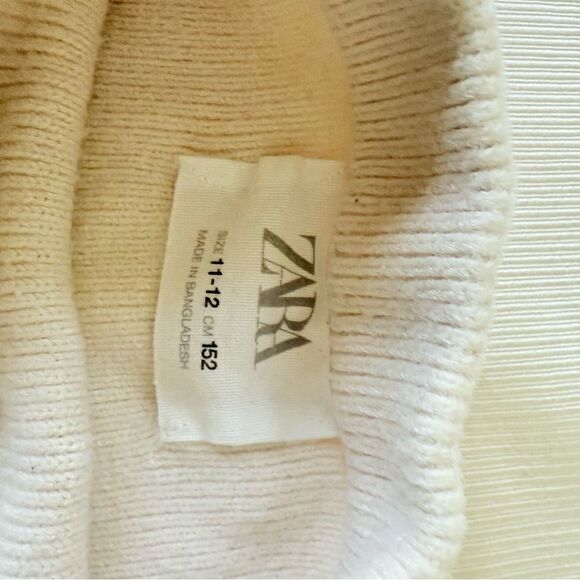 ZARA
SIZE 11-12 CM 152
MADE IN BANGLADESH